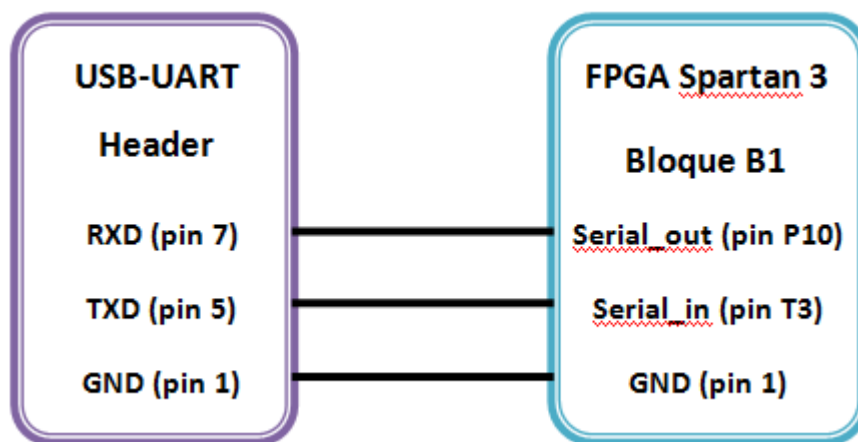 USB-UART
Header
RXD (pin 7)
TXD (pin 5)
GND (pin 1)
FPGA Spartan 3
Bloque B1
Serial_out (pin P10)
Serial_in (pin T3)
GND (pin 1)